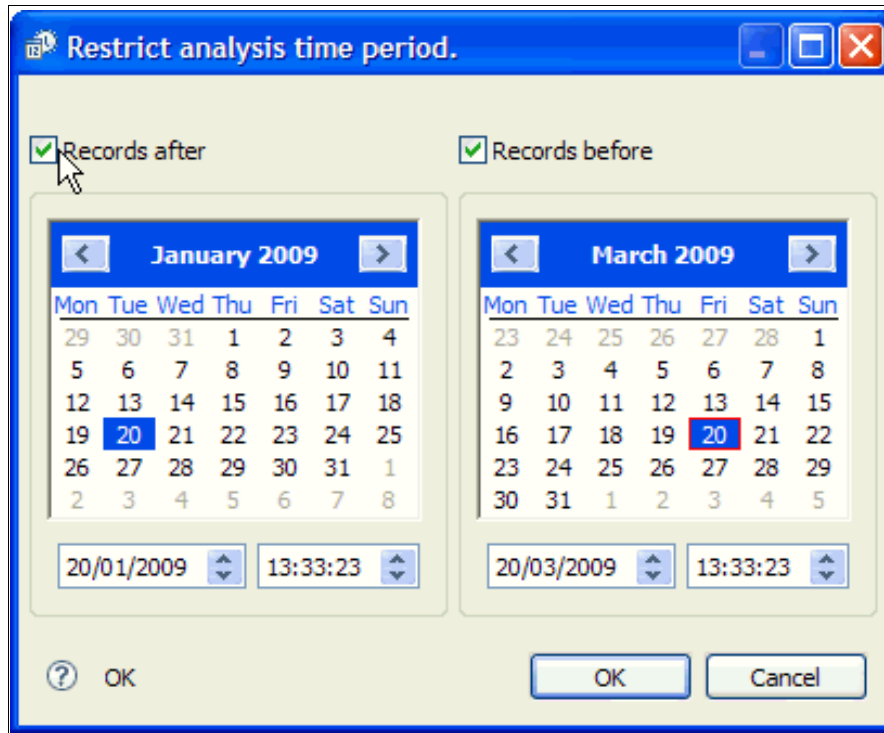 Restrict analysis time period.
Records after
Records before
January 2009
Mon Tue Wed Thu Fri Sat Sun
29 30 31 1 2 3 4
5 6 7 8 9 10 11
12 13 14 15 16 17 18
19 20 21 22 23 24 25
26 27 28 29 30 31 1
2 3 4 5 6 7 8
20/01/2009 13:33:23
March 2009
Mon Tue Wed Thu Fri Sat Sun
23 24 25 26 27 28 1
2 3 4 5 6 7 8
9 10 11 12 13 14 15
16 17 18 19 20 21 22
23 24 25 26 27 28 29
30 31 1 2 3 4 5
20/03/2009 13:33:23
? OK
OK
Cancel